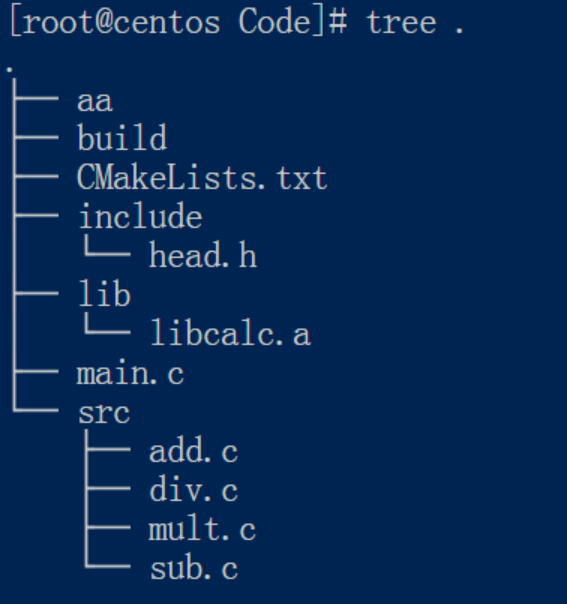 [root@centos Code]# tree .
.
├── aa
├── build
├── CMakeLists.txt
├── include
│   └── head.h
├── lib
│   └── libcalc.a
├── main.c
└── src
    ├── add.c
    ├── div.c
    ├── mult.c
    └── sub.c